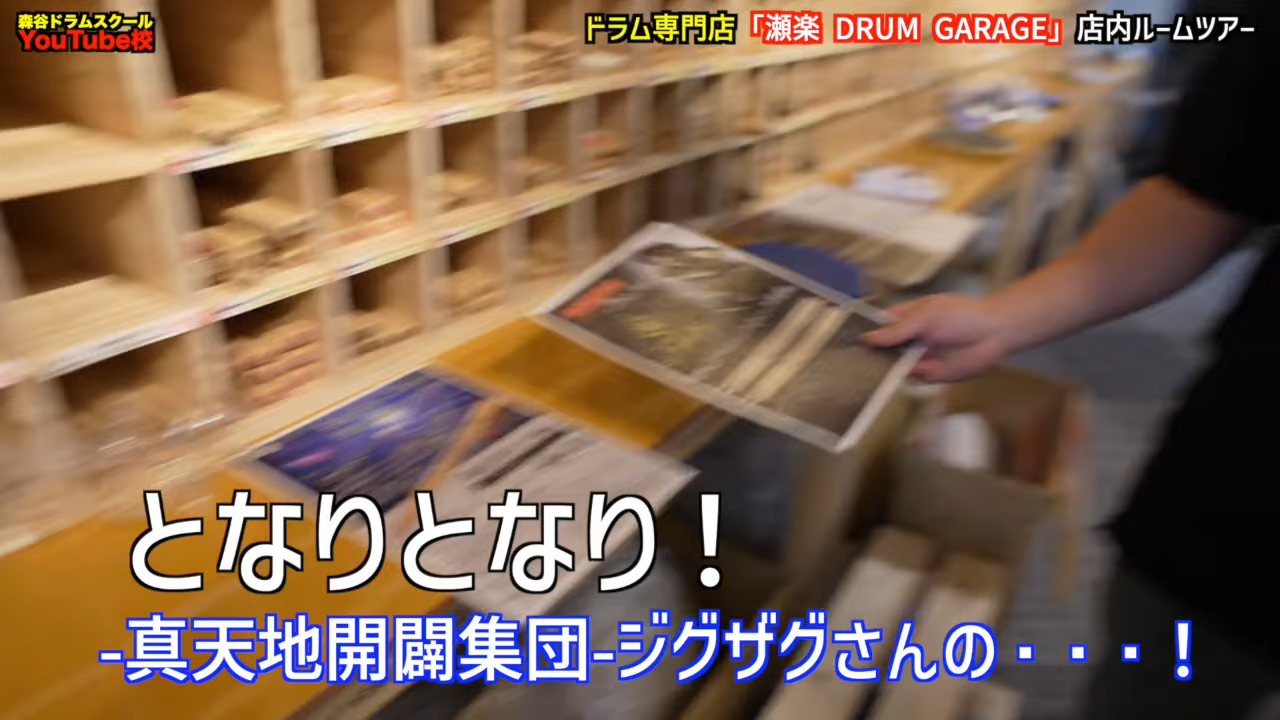 森谷ドラムスクール
YouTube校
ドラム専門店「瀬楽 DRUM GARAGE」店内ルームツアー
となりとなり！
-真天地開闢集団-ジグザグさんの・・・！